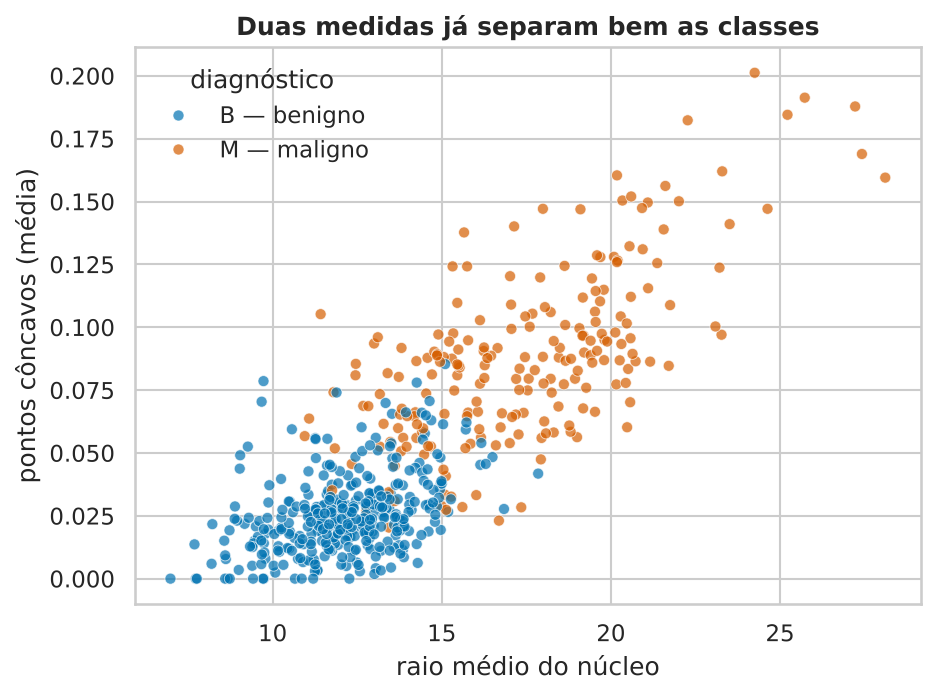 Duas medidas já separam bem as classes
diagnóstico
B — benigno
M — maligno
pontos côncavos (média)
0.200
0.175
0.150
0.125
0.100
0.075
0.050
0.025
0.000
10 15 20 25
raio médio do núcleo